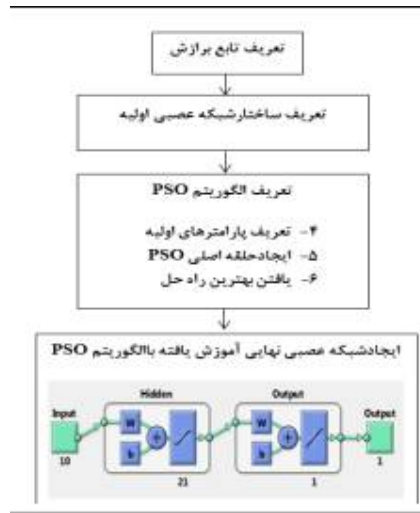 تعریف تابع برازش
تعریف ساختارشبکه عصبی اولیه
تعریف الگوریتم PSO
۴- تعریف پارامترهای اولیه
۵- ایجادحلقه اصلی PSO
۶- یافتن بهترین راه حل
ایجادشبکه عصبی نهایی آموزش یافته باالگوریتم PSO
Hidden Output
Input W b + W b + Output
10 21 1 1